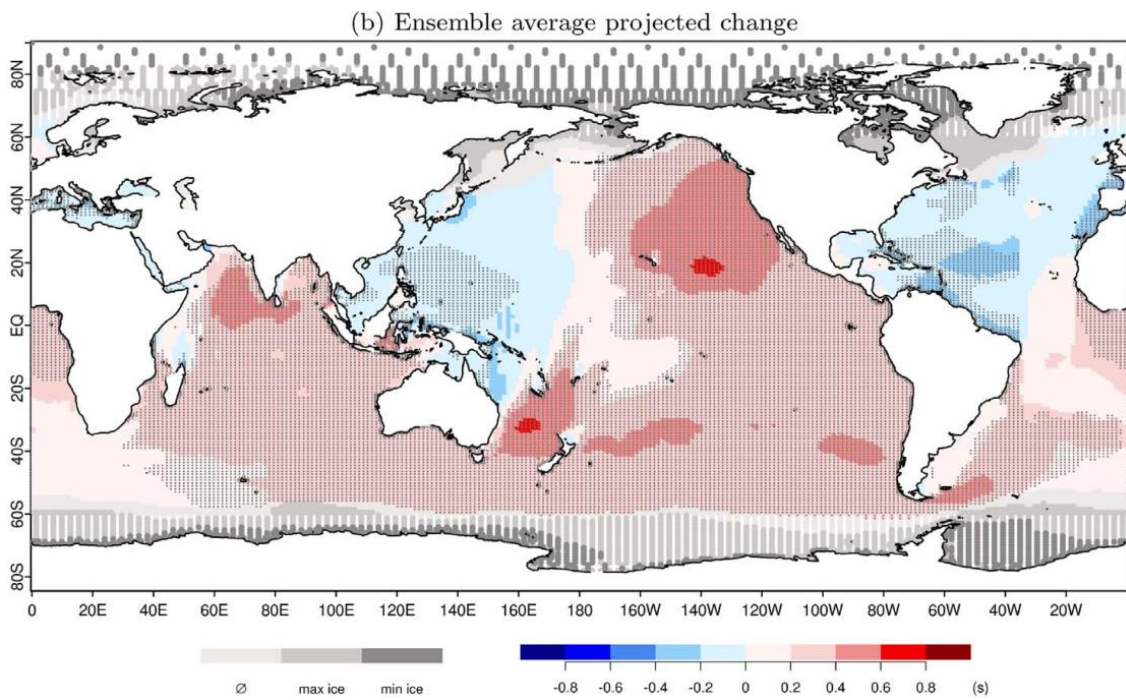 (b) Ensemble average projected change
80N
60N
40N
20N
EQ
20S
40S
60S
80S
0 20E 40E 60E 80E 100E 120E 140E 160E 180 160W 140W 120W 100W 80W 60W 40W 20W
∅ max ice min ice
-0.8 -0.6 -0.4 -0.2 0 0.2 0.4 0.6 0.8 (s)